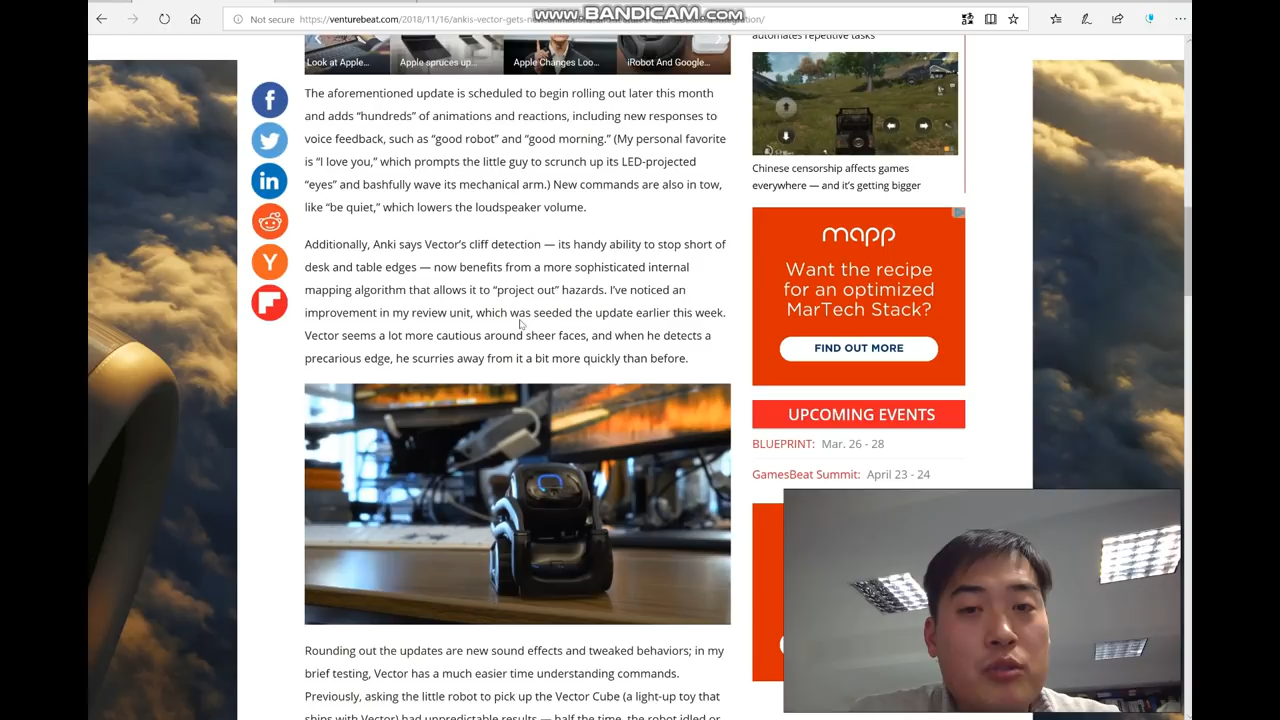 www.BANDICAM.com
Not secure https://venturebeat.com/2018/11/16/ankis-vector-gets-
Look at Apple... Apple spruces up... Apple Changes Loo... iRobot And Google...
The aforementioned update is scheduled to begin rolling out later this month
and adds “hundreds” of animations and reactions, including new responses to
voice feedback, such as “good robot” and “good morning.” (My personal favorite
is “I love you,” which prompts the little guy to scrunch up its LED-projected
“eyes” and bashfully wave its mechanical arm.) New commands are also in tow,
like “be quiet,” which lowers the loudspeaker volume.
Additionally, Anki says Vector’s cliff detection — its handy ability to stop short of
desk and table edges — now benefits from a more sophisticated internal
mapping algorithm that allows it to “project out” hazards. I’ve noticed an
improvement in my review unit, which was seeded the update earlier this week.
Vector seems a lot more cautious around sheer faces, and when he detects a
precarious edge, he scurries away from it a bit more quickly than before.
Rounding out the updates are new sound effects and tweaked behaviors; in my
brief testing, Vector has a much easier time understanding commands.
Previously, asking the little robot to pick up the Vector Cube (a light-up toy that
ships with Vector) had unpredictable results — half the time, the robot idled or
automates repetitive tasks
Chinese censorship affects games
everywhere — and it’s getting bigger
mapp
Want the recipe
for an optimized
MarTech Stack?
FIND OUT MORE
UPCOMING EVENTS
BLUEPRINT: Mar. 26 - 28
GamesBeat Summit: April 23 - 24